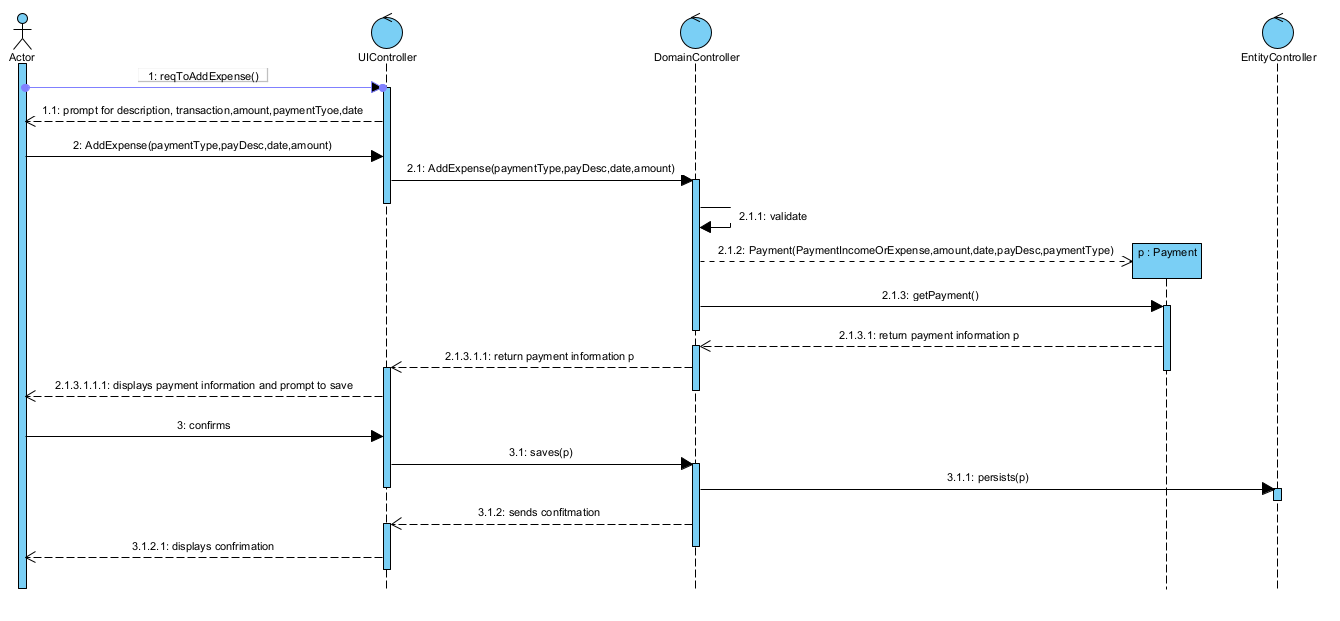 Actor
UIController
DomainController
EntityController
1: reqToAddExpense()
1.1: prompt for description, transaction,amount,paymentTyoe,date
2: AddExpense(paymentType,payDesc,date,amount)
2.1: AddExpense(paymentType,payDesc,date,amount)
2.1.1: validate
2.1.2: Payment(PaymentIncomeOrExpense,amount,date,payDesc,paymentType)
p : Payment
2.1.3: getPayment()
2.1.3.1: return payment information p
2.1.3.1.1: return payment information p
2.1.3.1.1.1: displays payment information and prompt to save
3: confirms
3.1: saves(p)
3.1.1: persists(p)
3.1.2: sends confitmation
3.1.2.1: displays confrimation